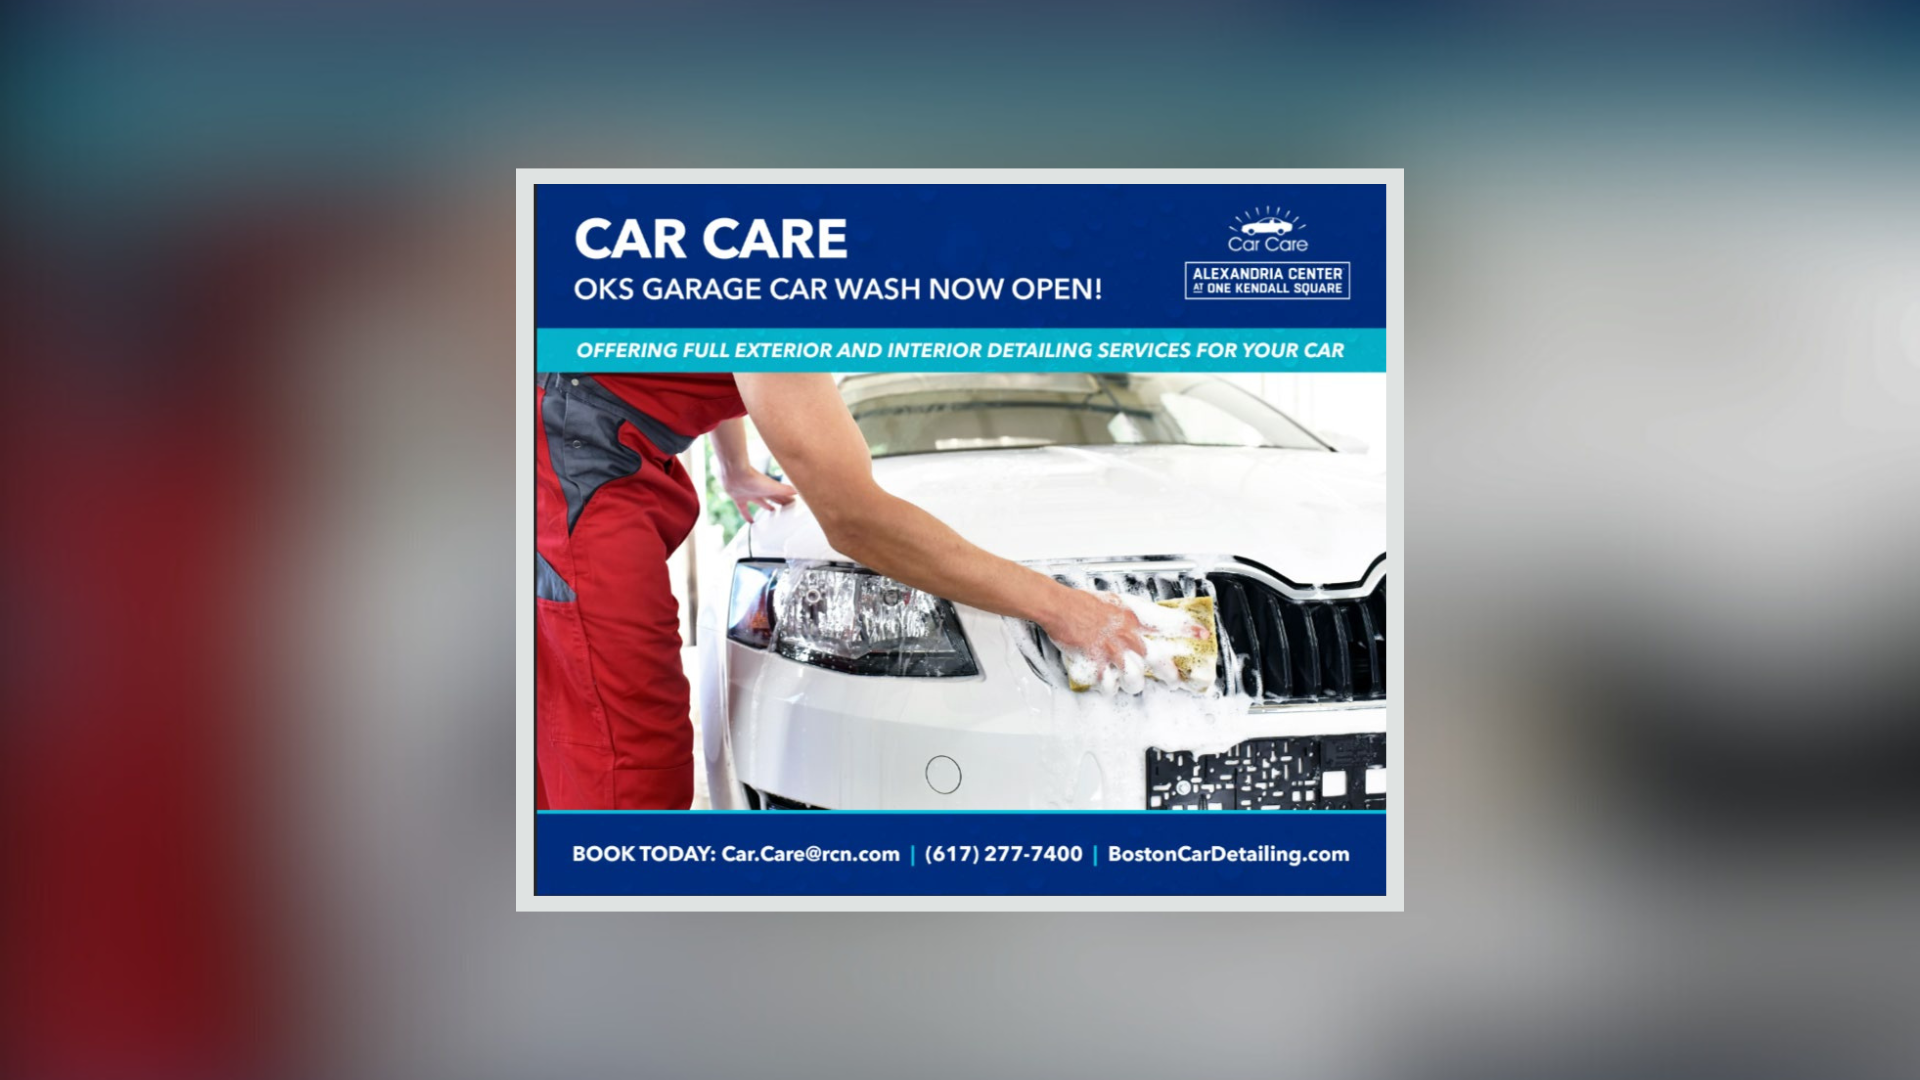 CAR CARE
OKS GARAGE CAR WASH NOW OPEN!
Car Care
ALEXANDRIA CENTER
AT ONE KENDALL SQUARE
OFFERING FULL EXTERIOR AND INTERIOR DETAILING SERVICES FOR YOUR CAR
BOOK TODAY: Car.Care@rcn.com | (617) 277-7400 | BostonCarDetailing.com